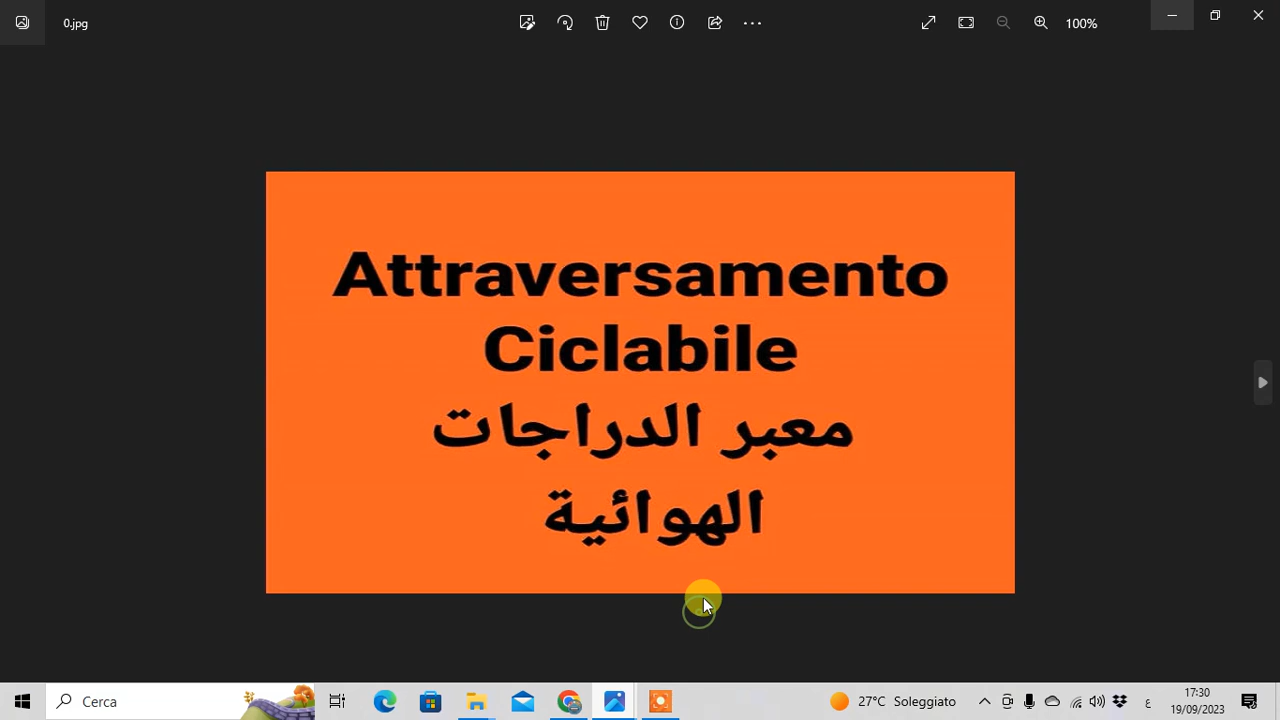 0.jpg
100%
Attraversamento
Ciclabile
معبر الدراجات
الهوائية
Cerca
27°C Soleggiato
ع
17:30
19/09/2023